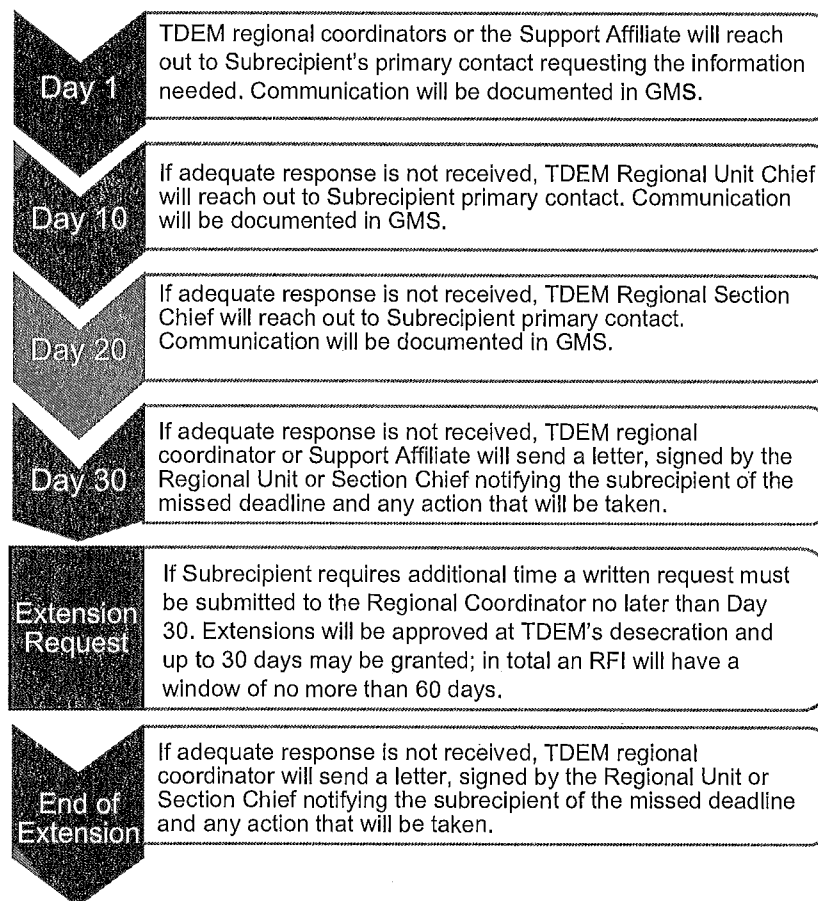 Day 1
TDEM regional coordinators or the Support Affiliate will reach
out to Subrecipient's primary contact requesting the information
needed. Communication will be documented in GMS.
Day 10
If adequate response is not received, TDEM Regional Unit Chief
will reach out to Subrecipient primary contact. Communication
will be documented in GMS.
Day 20
If adequate response is not received, TDEM Regional Section
Chief will reach out to Subrecipient primary contact.
Communication will be documented in GMS.
Day 30
If adequate response is not received, TDEM regional
coordinator or Support Affiliate will send a letter, signed by the
Regional Unit or Section Chief notifying the subrecipient of the
missed deadline and any action that will be taken.
Extension
Request
If Subrecipient requires additional time a written request must
be submitted to the Regional Coordinator no later than Day
30. Extensions will be approved at TDEM's desecration and
up to 30 days may be granted; in total an RFI will have a
window of no more than 60 days.
End of
Extension
If adequate response is not received, TDEM regional
coordinator will send a letter, signed by the Regional Unit or
Section Chief notifying the subrecipient of the missed deadline
and any action that will be taken.